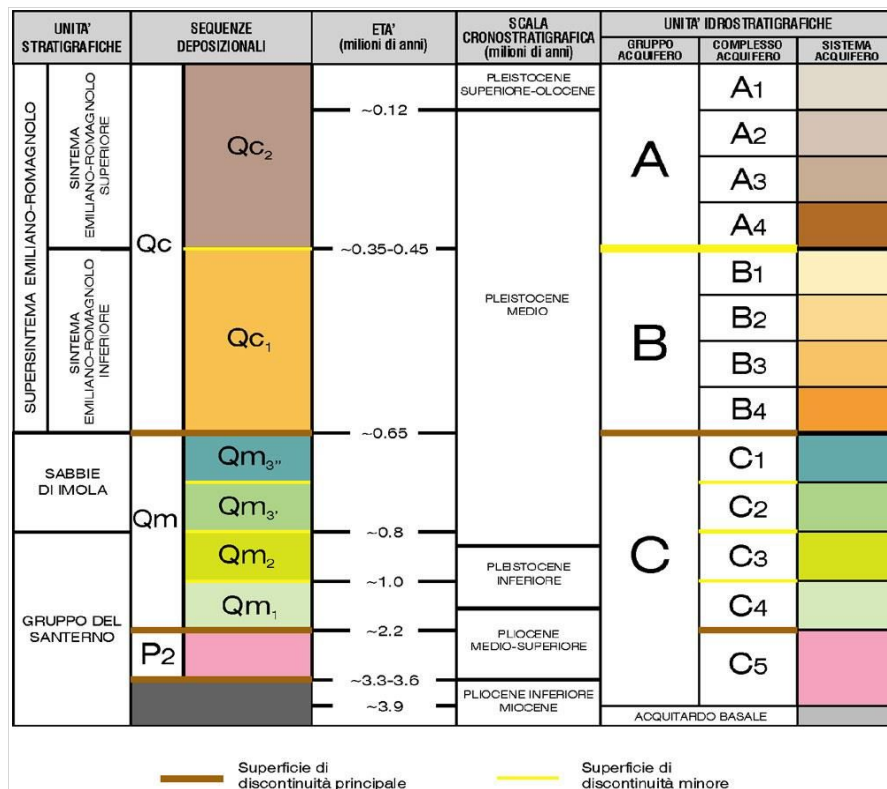 UNITA'
STRATIGRAFICHE
SEQUENZE
DEPOSIZIONALI
ETA'
(milioni di anni)
SCALA
CRONOSTRATIGRAFICA
(milioni di anni)
UNITA' IDROSTRATIGRAFICHE
GRUPPO
ACQUIFERO
COMPLESSO
ACQUIFERO
SISTEMA
ACQUIFERO
SUPERSINTEMA EMILIANO-ROMAGNOLO
SINTEMA
EMILIANO-ROMAGNOLO
SUPERIORE
SINTEMA
EMILIANO-ROMAGNOLO
INFERIORE
SABBIE
DI IMOLA
GRUPPO DEL
SANTERNO
Qc
Qm
P2
Qc2
Qc1
Qm3''
Qm3'
Qm2
Qm1
~0.12
~0.35-0.45
~0.65
~0.8
~1.0
~2.2
~3.3-3.6
~3.9
PLEISTOCENE
SUPERIORE-OLOCENE
PLEISTOCENE
MEDIO
PLEISTOCENE
INFERIORE
PLIOCENE
MEDIO-SUPERIORE
PLIOCENE INFERIORE
MIOCENE
A
B
C
A1
A2
A3
A4
B1
B2
B3
B4
C1
C2
C3
C4
C5
ACQUITARDO BASALE
Superficie di
discontinuità principale
Superficie di
discontinuità minore